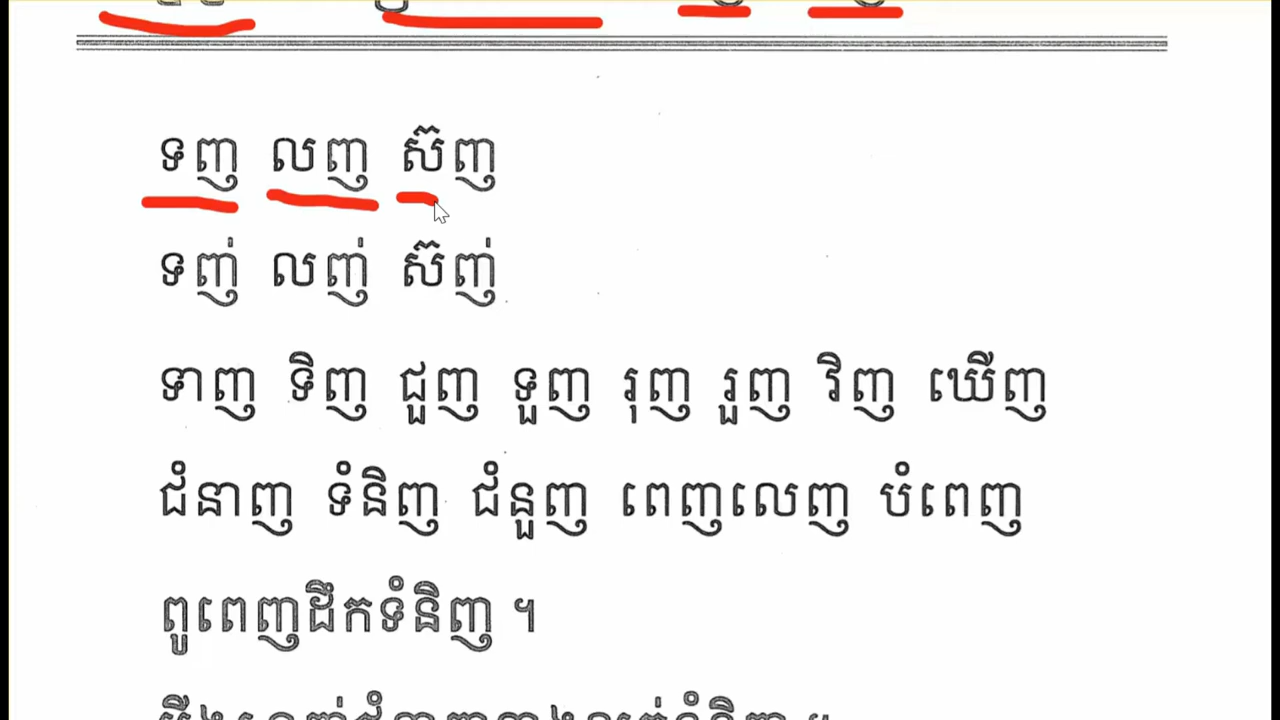 ទញ លញ ស៊ញ
ទញ់ លញ់ ស៊ញ់
ទាញ ទិញ ជួញ ទួញ រុញ រួញ វិញ ឃើញ
ជំនាញ ទំនិញ ជំនួញ ពេញលេញ បំពេញ
ពូពេញដឹកទំនិញ ។